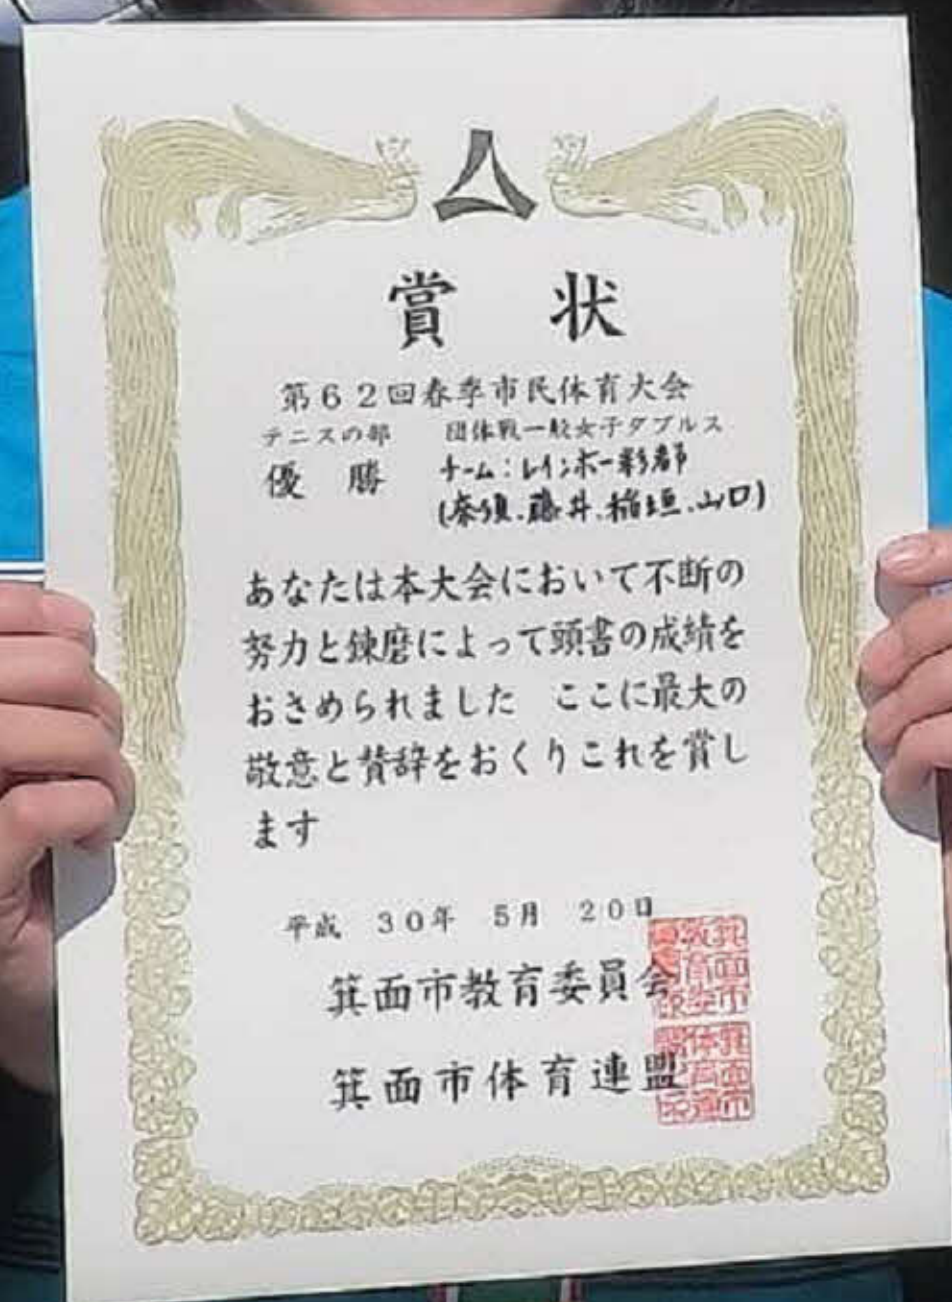 賞 状
第62回春季市民体育大会
テニスの部 団体戦一般女子ダブルス
優 勝 チーム:レインボー彩都
(奈須.藤井.稲垣.山口)
あなたは本大会において不断の
努力と錬磨によって頭書の成績を
おさめられました ここに最大の
敬意と賛辞をおくりこれを賞し
ます
平成 30年 5月 20日
箕面市教育委員会
箕面市体育連盟